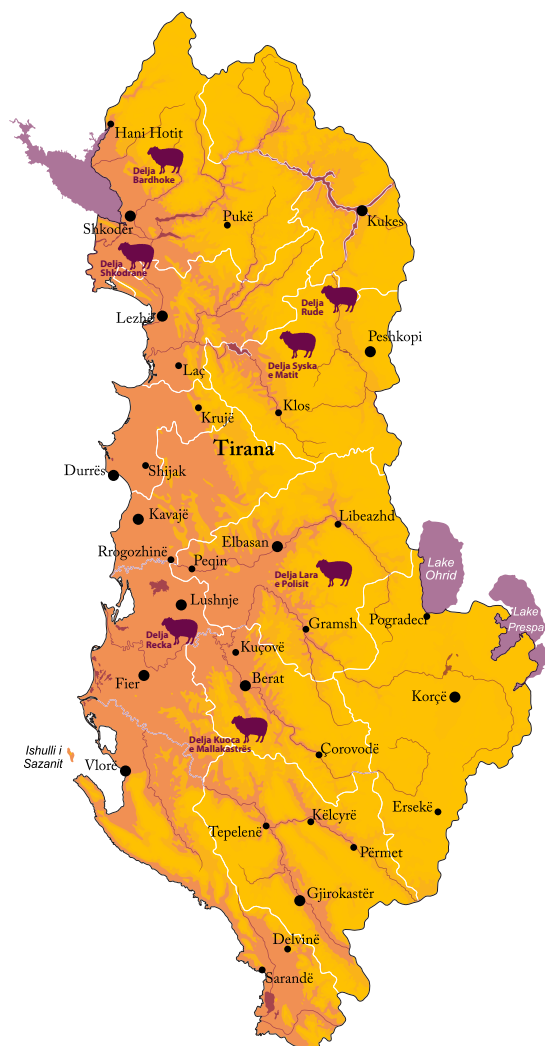 Hani Hotit
Delja
Bardhoke
Shkodër
Pukë
Kukes
Delja
Shkodrane
Delja
Rude
Lezhë
Delja Syska
e Matit
Peshkopi
Laç
Krujë
Klos
Tirana
Durrës
Shijak
Kavajë
Libeazhd
Elbasan
Rrogozhinë
Peqin
Delja Lara
e Polisit
Lake
Ohrid
Lushnje
Lake
Prespa
Gramsh
Pogradeci
Delja
Recka
Kuçovë
Fier
Berat
Korçë
Delja Kuoca
e Mallakastrës
Ishulli i
Sazanit
Çorovodë
Vlorë
Ersekë
Këlcyrë
Tepelenë
Përmet
Gjirokastër
Delvinë
Sarandë